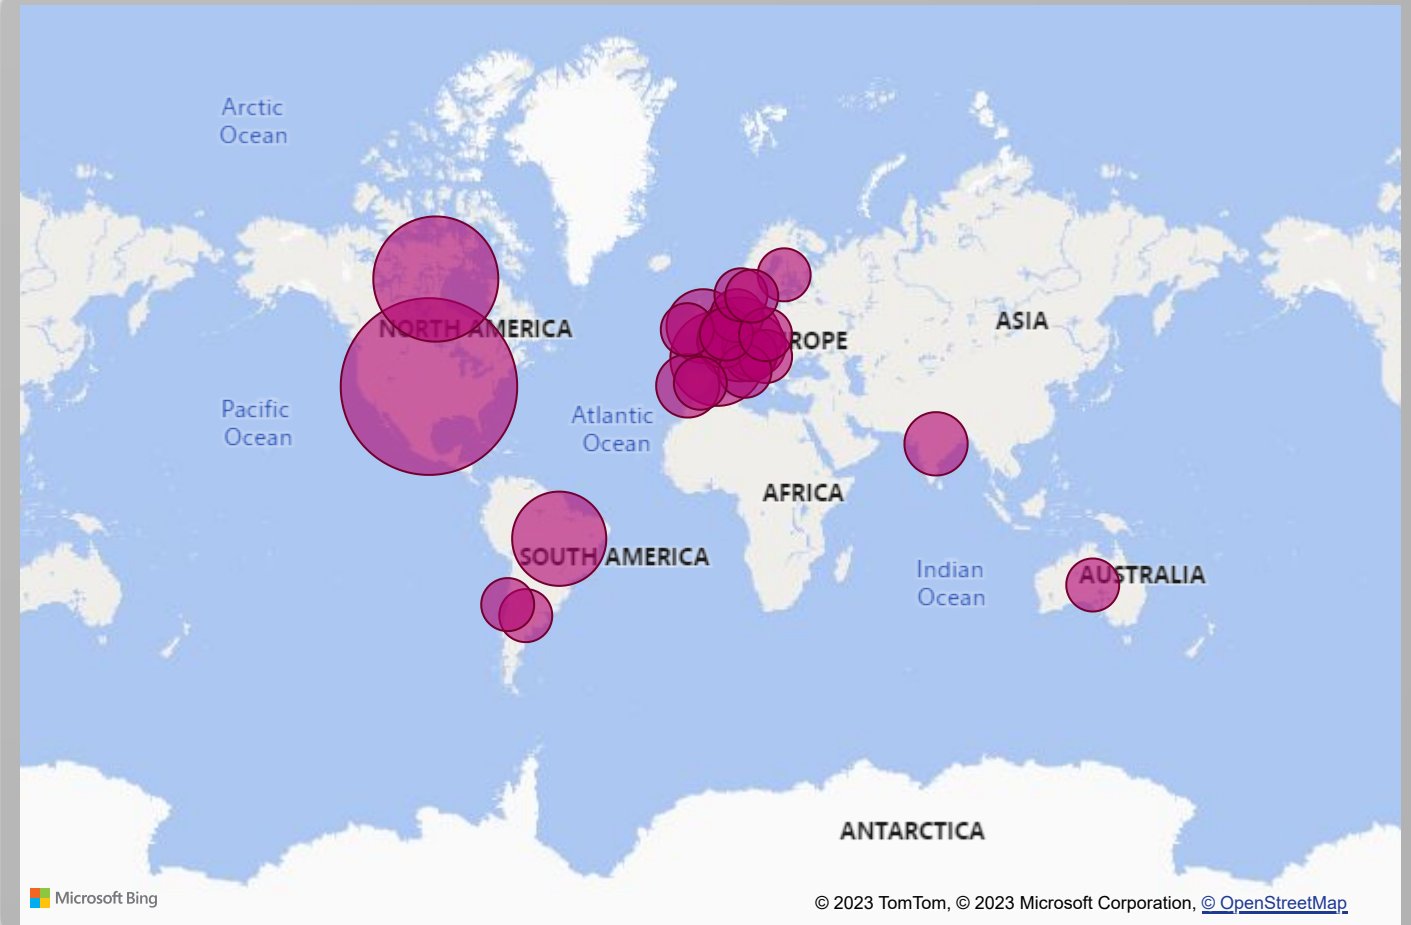 Arctic
Ocean
NORTH AMERICA
ROPE
ASIA
Pacific
Ocean
Atlantic
Ocean
AFRICA
SOUTH AMERICA
Indian
Ocean
AUSTRALIA
ANTARCTICA
Microsoft Bing
© 2023 TomTom, © 2023 Microsoft Corporation, © OpenStreetMap